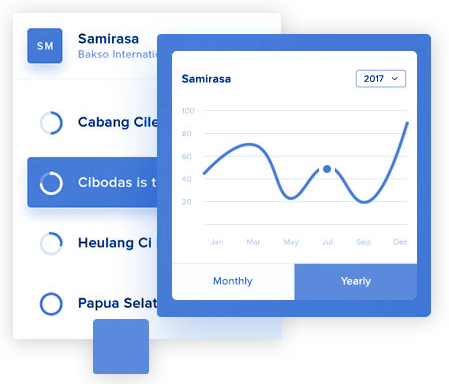 SM
Samirasa
Bakso Internati
Cabang Cile
Cibodas is t
Heulang Ci
Papua Selat
Samirasa
2017
100
80
60
40
20
Jan Mar May Jul Sep Dec
Monthly Yearly